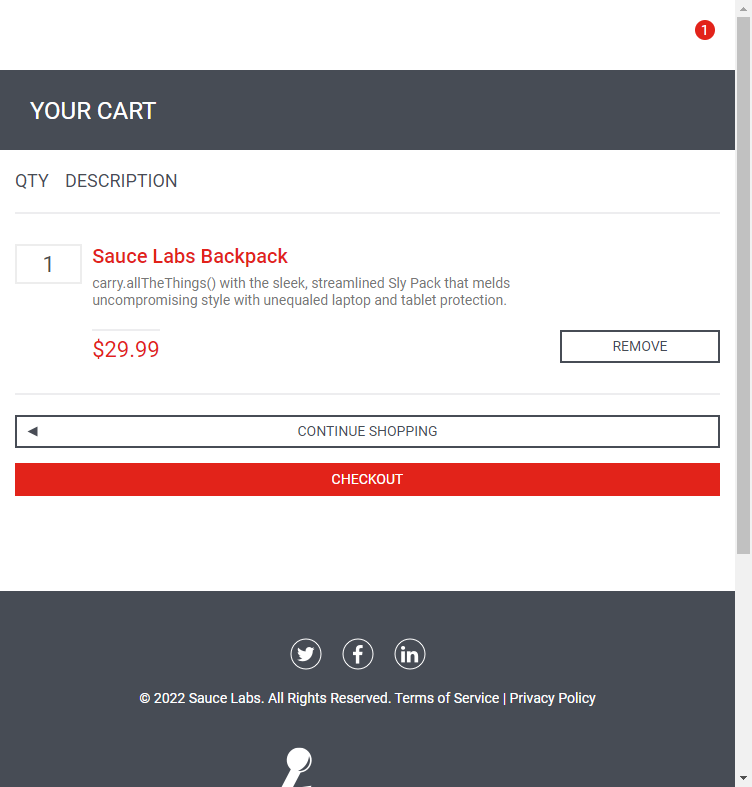 1
YOUR CART
QTY DESCRIPTION
1
Sauce Labs Backpack
carry.allTheThings() with the sleek, streamlined Sly Pack that melds
uncompromising style with unequaled laptop and tablet protection.
$29.99
REMOVE
CONTINUE SHOPPING
CHECKOUT
© 2022 Sauce Labs. All Rights Reserved. Terms of Service | Privacy Policy